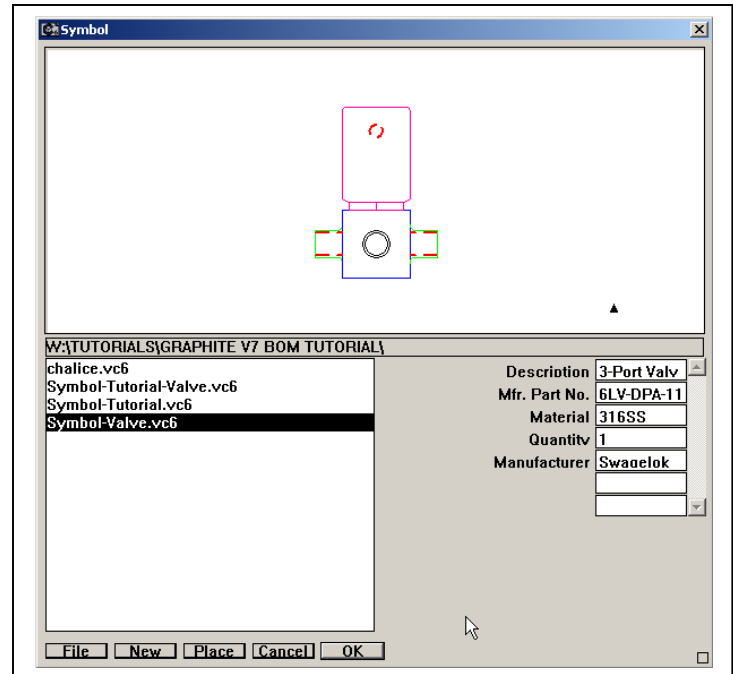 Symbol
W:\TUTORIALS\GRAPHITE V7 BOM TUTORIAL\
chalice.vc6
Symbol-Tutorial-Valve.vc6
Symbol-Tutorial.vc6
Symbol-Valve.vc6
Description 3-Port Valv
Mfr. Part No. 6LV-DPA-11
Material 316SS
Quantity 1
Manufacturer Swagelok
File New Place Cancel OK